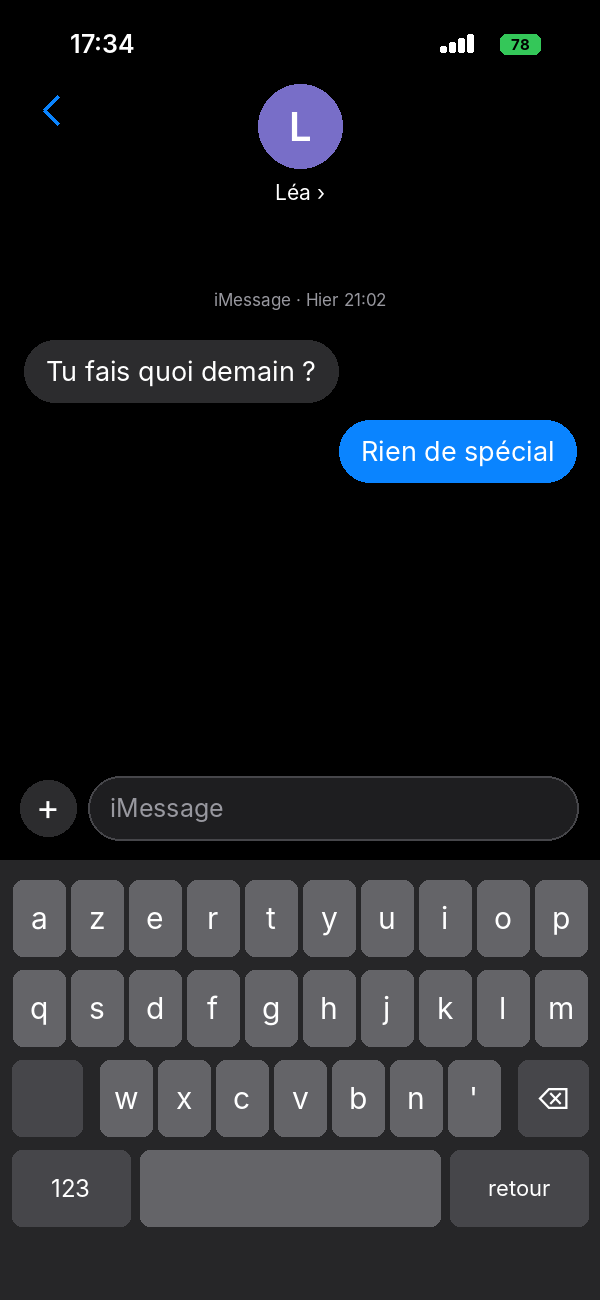 17:34
78
L
Léa ›
iMessage · Hier 21:02
Tu fais quoi demain ?
Rien de spécial
+
iMessage
a z e r t y u i o p
q s d f g h j k l m
w x c v b n '
123
retour